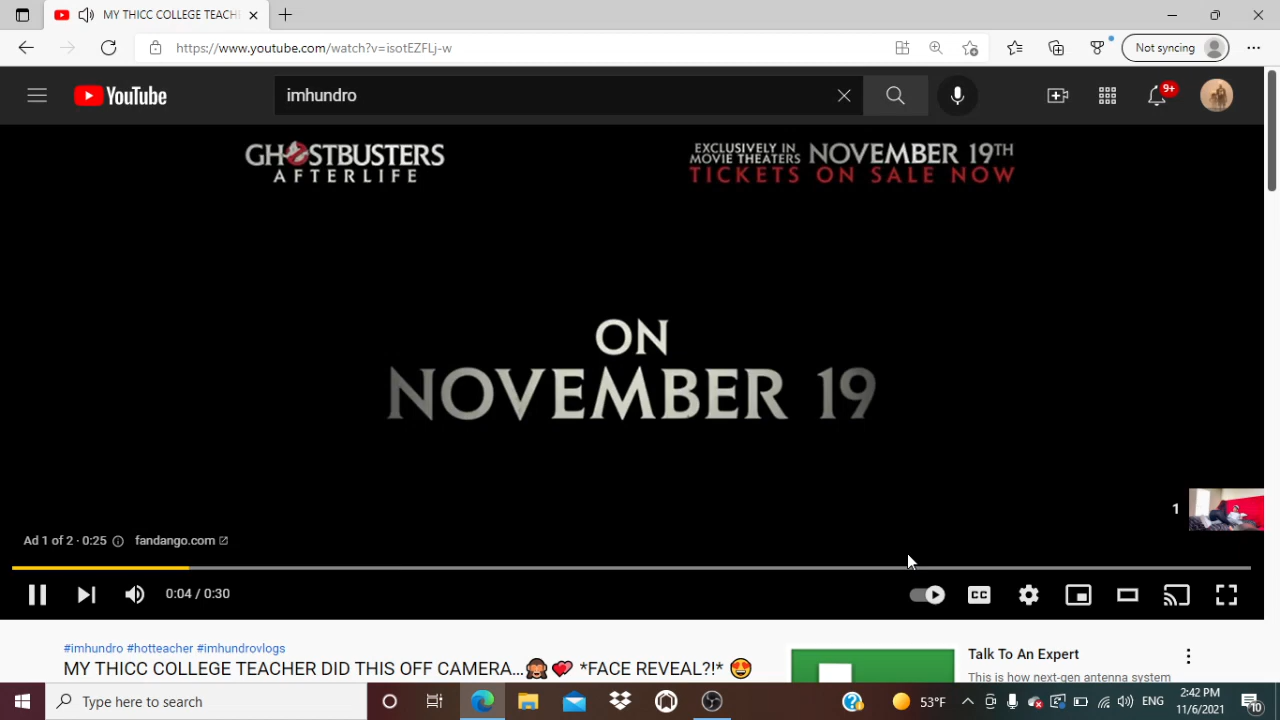 MY THICC COLLEGE TEACH
https://www.youtube.com/watch?v=isotEZFLj-w
Not syncing
YouTube
imhundro
9+
GHOSTBUSTERS
AFTERLIFE
EXCLUSIVELY IN
MOVIE THEATERS NOVEMBER 19TH
TICKETS ON SALE NOW
ON
NOVEMBER 19
1
Ad 1 of 2 · 0:25 fandango.com
0:04 / 0:30
CC
#imhundro #hotteacher #imhundrovlogs
MY THICC COLLEGE TEACHER DID THIS OFF CAMERA...🙈💕 *FACE REVEAL?!* 😍
Talk To An Expert
This is how next-gen antenna system
Type here to search
53°F
ENG
2:42 PM
11/6/2021
10